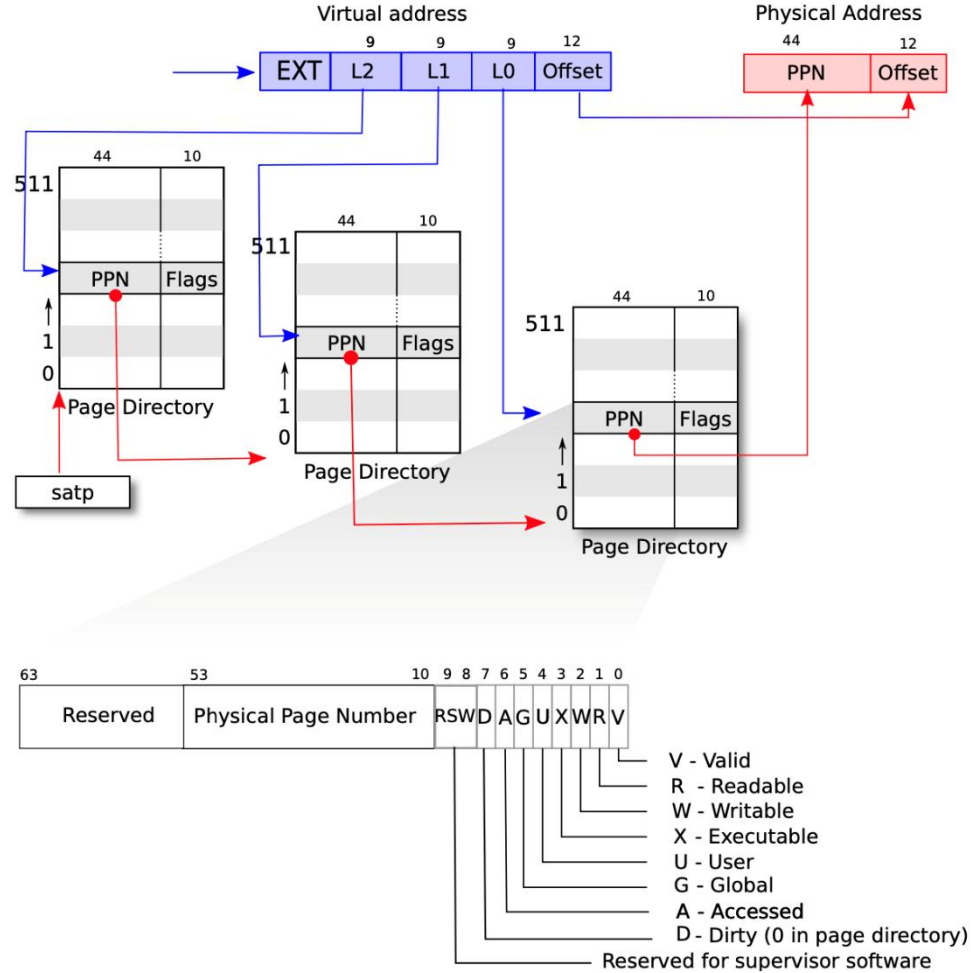 Virtual address
Physical Address
9 9 9 12
44 12
EXT L2 L1 L0 Offset
PPN Offset
44 10
511
PPN Flags
1
0
Page Directory
satp
44 10
511
PPN Flags
1
0
Page Directory
44 10
511
PPN Flags
1
0
Page Directory
63 53 10 9 8 7 6 5 4 3 2 1 0
Reserved Physical Page Number RSW D A G U X W R V
V - Valid
R - Readable
W - Writable
X - Executable
U - User
G - Global
A - Accessed
D - Dirty (0 in page directory)
Reserved for supervisor software